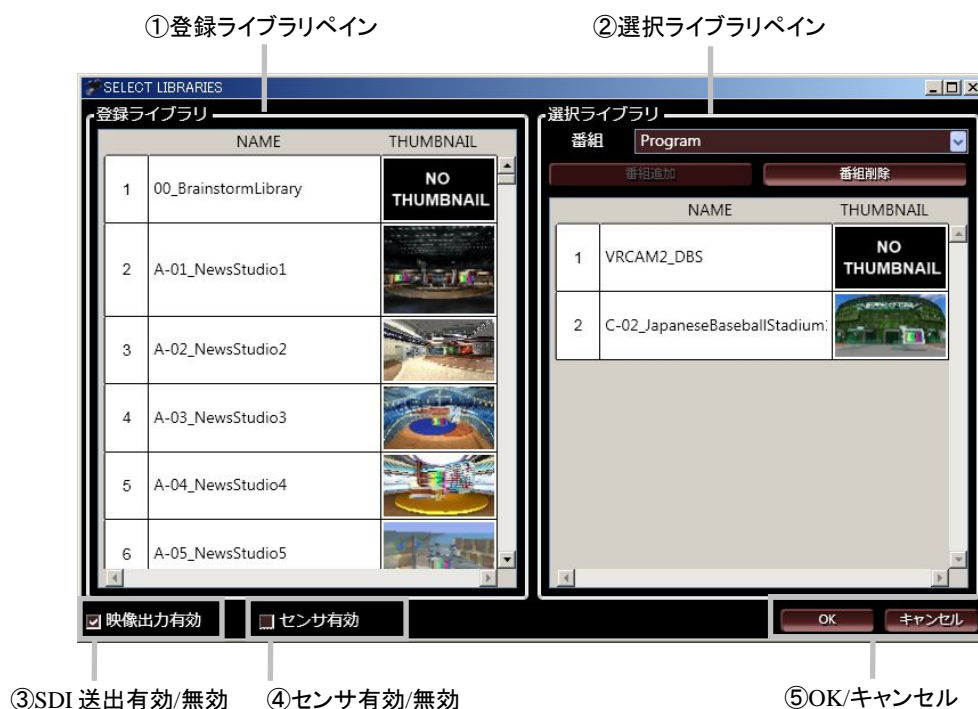 ①登録ライブラリペイン
②選択ライブラリペイン
SELECT LIBRARIES
登録ライブラリ
NAME THUMBNAIL
1 00_BrainstormLibrary NO THUMBNAIL
2 A-01_NewsStudio1
3 A-02_NewsStudio2
4 A-03_NewsStudio3
5 A-04_NewsStudio4
6 A-05_NewsStudio5
選択ライブラリ
番組 Program
番組追加 番組削除
NAME THUMBNAIL
1 VRCAM2_DBS NO THUMBNAIL
2 C-02_JapaneseBaseballStadium
映像出力有効 センサ有効 OK キャンセル
③SDI 送出有効/無効 ④センサ有効/無効 ⑤OK/キャンセル